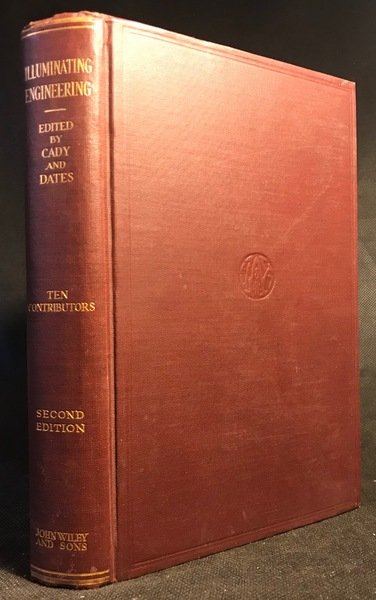 ILLUMINATING
ENGINEERING
EDITED
BY
CADY
AND
DATES
TEN
CONTRIBUTORS
SECOND
EDITION
JOHN WILEY
AND SONS